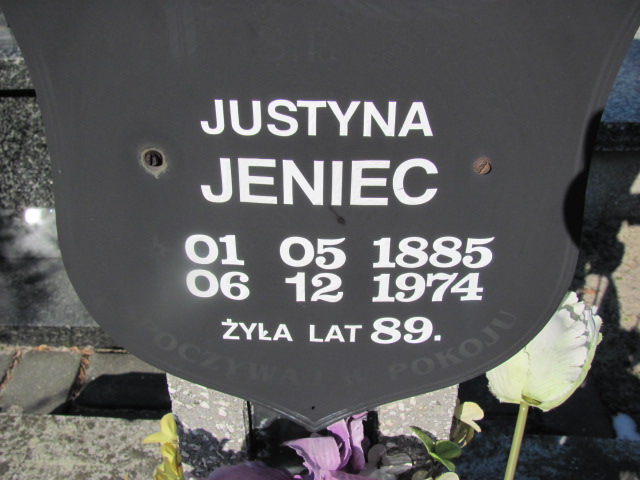 Ś.P.
JUSTYNA
JENIEC
01 05 1885
06 12 1974
ŻYŁA LAT 89.
POKOJU